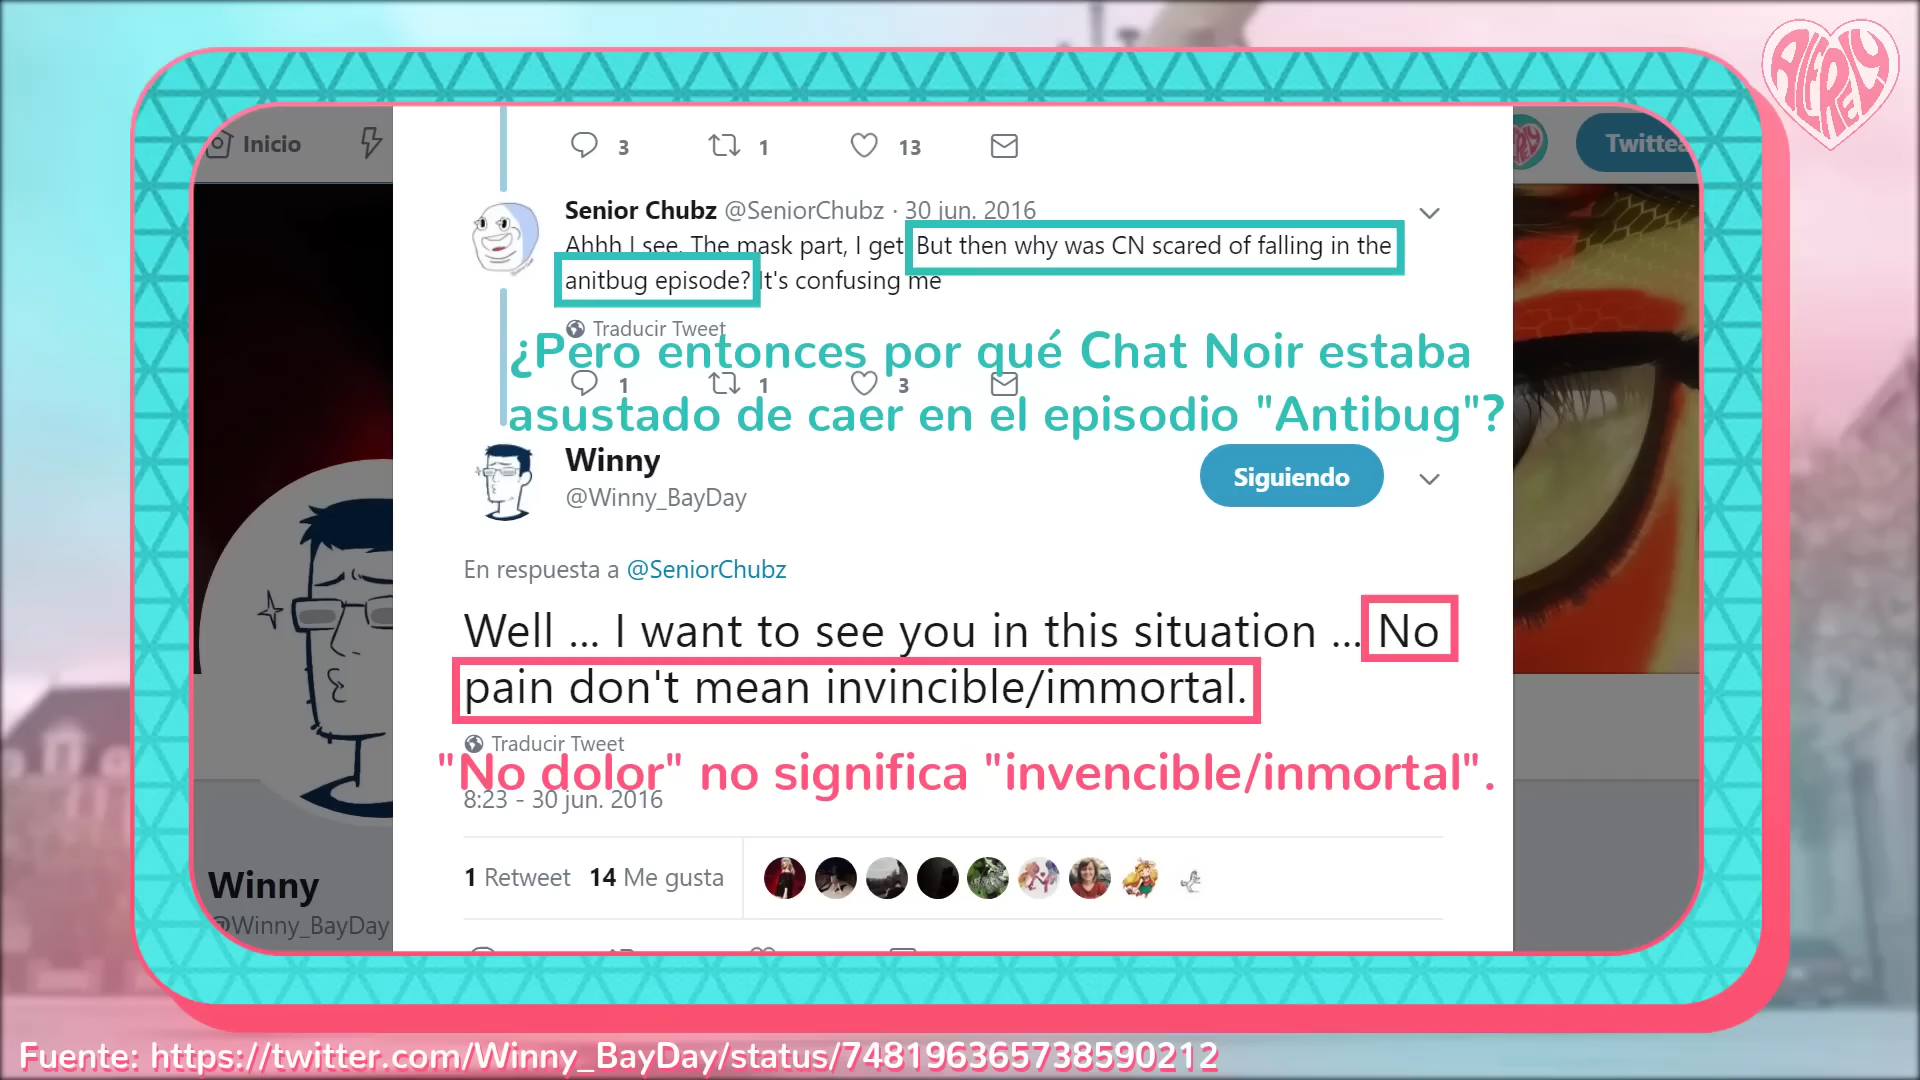 ALFRELY
Inicio
Twittea
3
1
13
Senior Chubz @SeniorChubz · 30 jun. 2016
Ahhh I see. The mask part, I get. But then why was CN scared of falling in the
anitbug episode? It's confusing me
Traducir Tweet
¿Pero entonces por qué Chat Noir estaba
1
1
3
asustado de caer en el episodio "Antibug"?
Winny
@Winny_BayDay
Siguiendo
En respuesta a @SeniorChubz
Well ... I want to see you in this situation ... No
pain don't mean invincible/immortal.
Traducir Tweet
"No dolor" no significa "invencible/inmortal".
8:23 - 30 jun. 2016
1 Retweet 14 Me gusta
Winny
@Winny_BayDay
Fuente: https://twitter.com/Winny_BayDay/status/748196365738590212